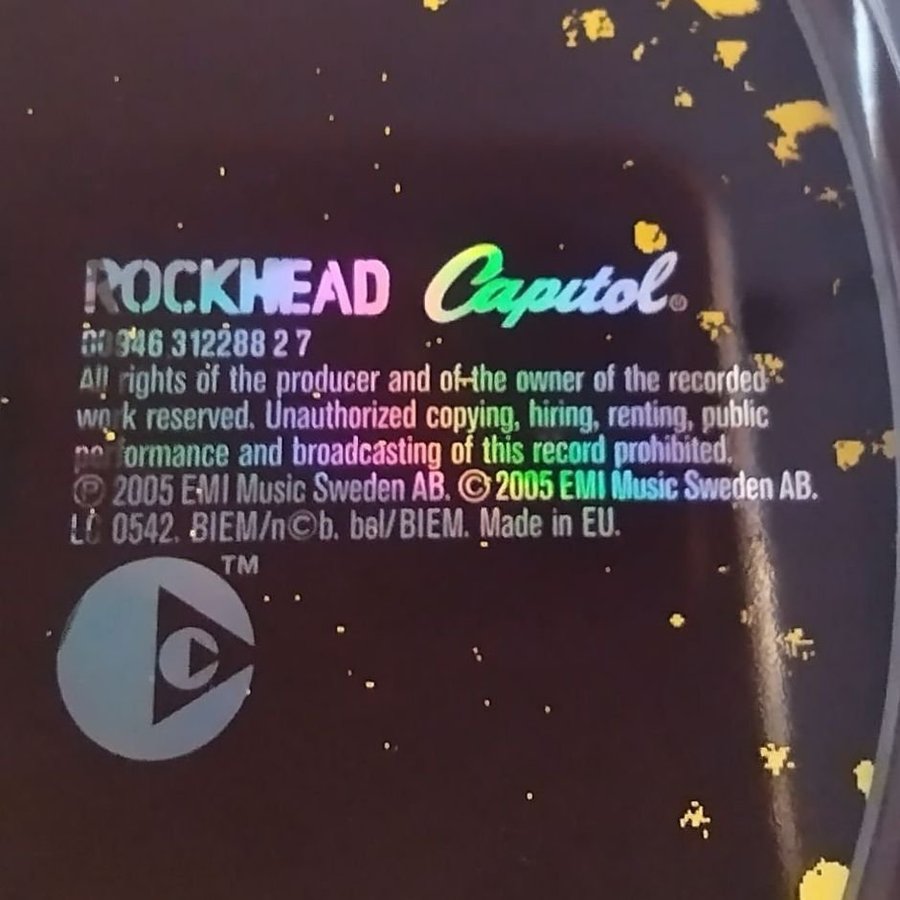 ROCKHEAD Capitol®
00946 312288 2 7
All rights of the producer and of the owner of the recorded
work reserved. Unauthorized copying, hiring, renting, public
performance and broadcasting of this record prohibited.
℗ 2005 EMI Music Sweden AB. © 2005 EMI Music Sweden AB.
LC 0542. BIEM/n©b. bel/BIEM. Made in EU.
TM